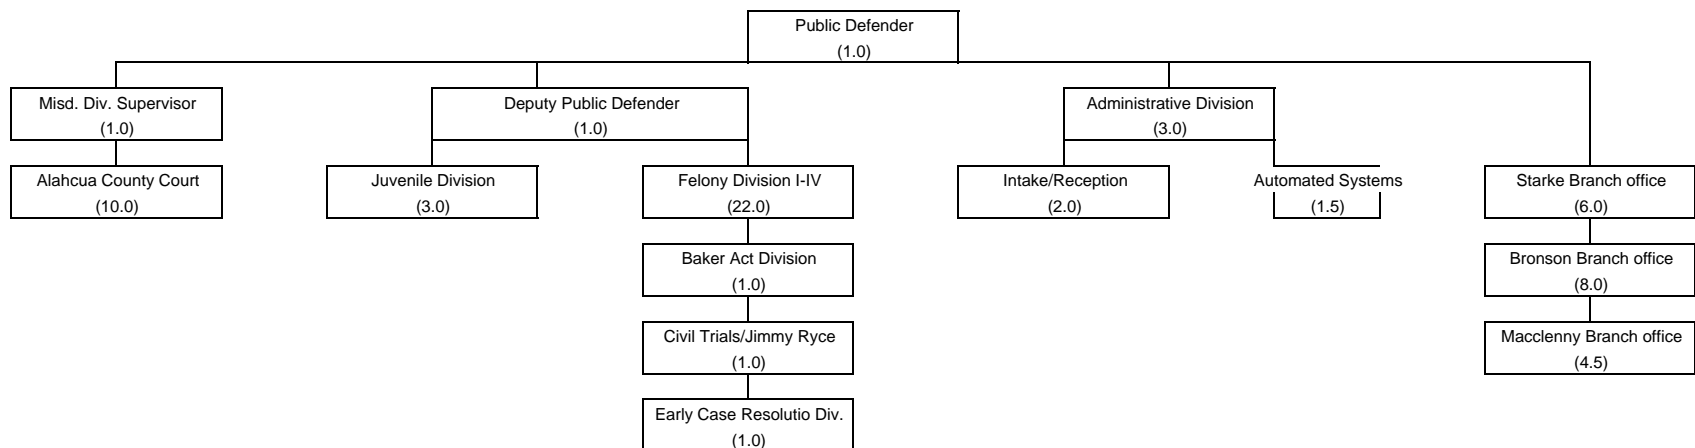 Public Defender
(1.0)
Misd. Div. Supervisor
(1.0)
Deputy Public Defender
(1.0)
Administrative Division
(3.0)
Alahcua County Court
(10.0)
Juvenile Division
(3.0)
Felony Division I-IV
(22.0)
Intake/Reception
(2.0)
Automated Systems
(1.5)
Starke Branch office
(6.0)
Baker Act Division
(1.0)
Bronson Branch office
(8.0)
Civil Trials/Jimmy Ryce
(1.0)
Macclenny Branch office
(4.5)
Early Case Resolutio Div.
(1.0)